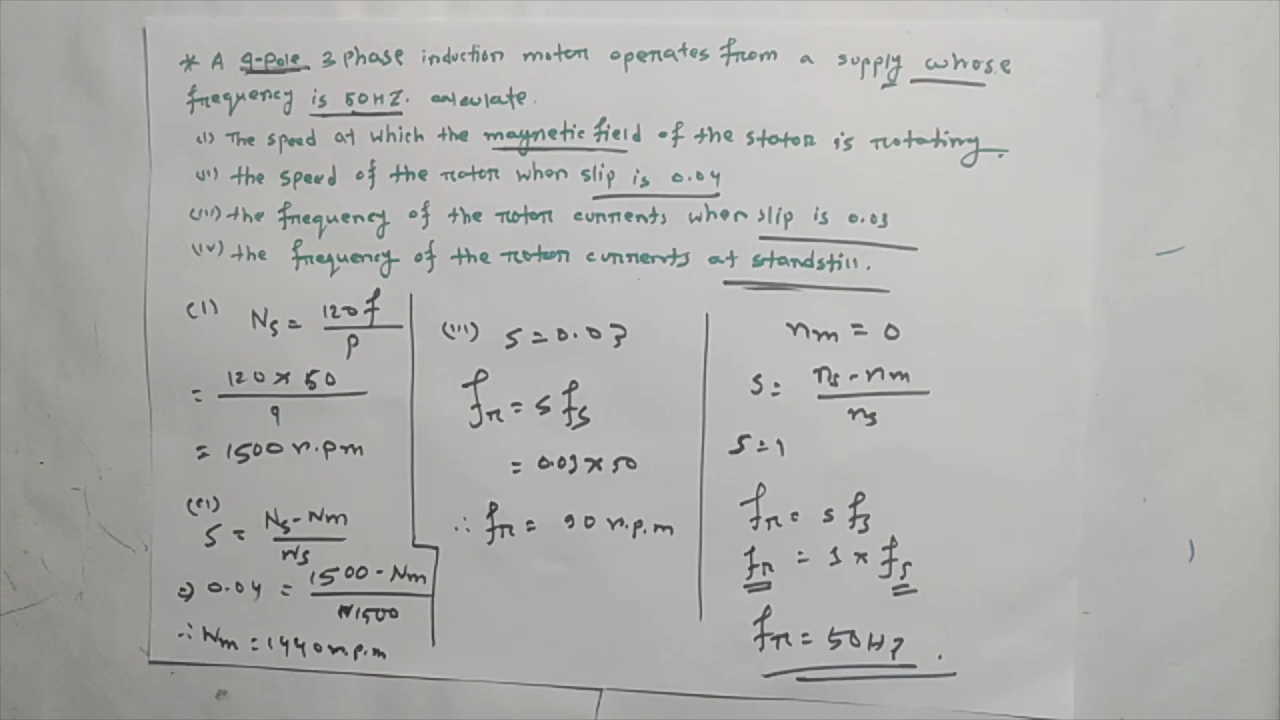 * A 4-pole 3 phase induction motor operates from a supply whose
frequency is 50HZ. calculate.
(i) The speed at which the magnetic field of the stator is rotating.
(ii) the speed of the rotor when slip is 0.04
(iii) the frequency of the rotor currents when slip is 0.03
(iv) the frequency of the rotor currents at standstill.
(i) Ns = 120f / P
= 120 x 50 / 4
= 1500 r.pm
(ii)
S = Ns-Nm / Ns
=> 0.04 = 1500-Nm / 1500
∴ Nm = 1440 r.p.m
(iii) S = 0.03
fr = s fs
= 0.03 x 50
∴ fr = 90 r.p.m
nm = 0
S = ns-nm / ns
S = 1
fr = s fs
fr = 1 x fs
fr = 50Hz.